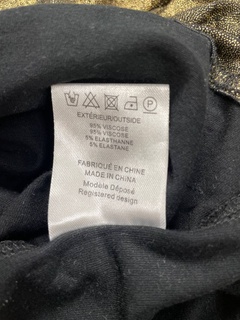 EXTÉRIEUR/OUTSIDE
95% VISCOSE
95% VISCOSE
5% ELASTHANNE
5% ELASTANE
FABRIQUÉ EN CHINE
MADE IN CHINA
Modèle Déposé
Registered design